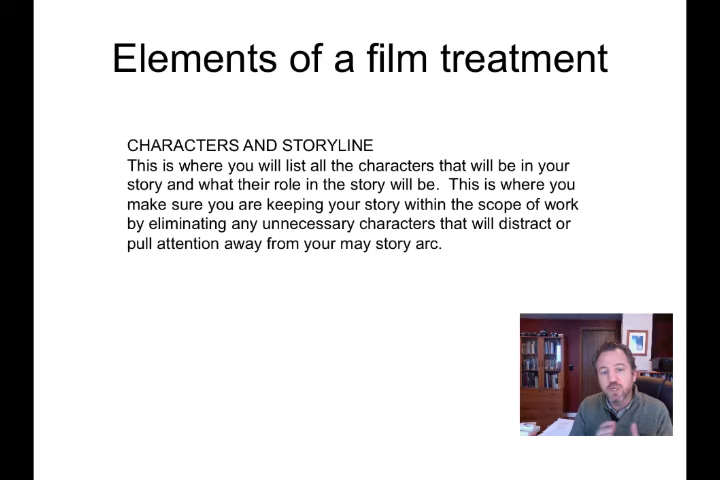 Elements of a film treatment
CHARACTERS AND STORYLINE
This is where you will list all the characters that will be in your
story and what their role in the story will be.  This is where you
make sure you are keeping your story within the scope of work
by eliminating any unnecessary characters that will distract or
pull attention away from your may story arc.